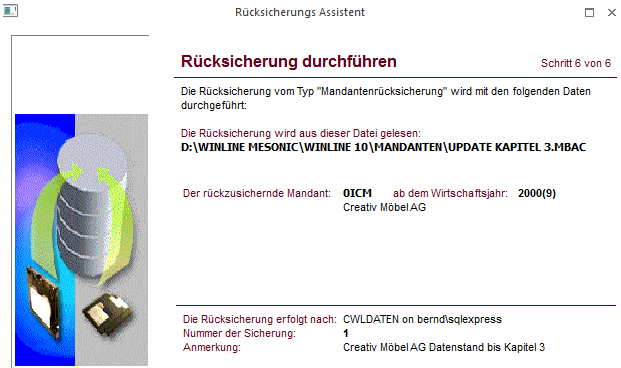 Rücksicherungs Assistent
Rücksicherung durchführen
Schritt 6 von 6
Die Rücksicherung vom Typ "Mandantenrücksicherung" wird mit den folgenden Daten
durchgeführt:
Die Rücksicherung wird aus dieser Datei gelesen:
D:\WINLINE MESONIC\WINLINE 10\MANDANTEN\UPDATE KAPITEL 3.MBAC
Der rückzusichernde Mandant: 0ICM ab dem Wirtschaftsjahr: 2000(9)
Creativ Möbel AG
Die Rücksicherung erfolgt nach: CWLDATEN on bernd\sqlexpress
Nummer der Sicherung: 1
Anmerkung: Creativ Möbel AG Datenstand bis Kapitel 3